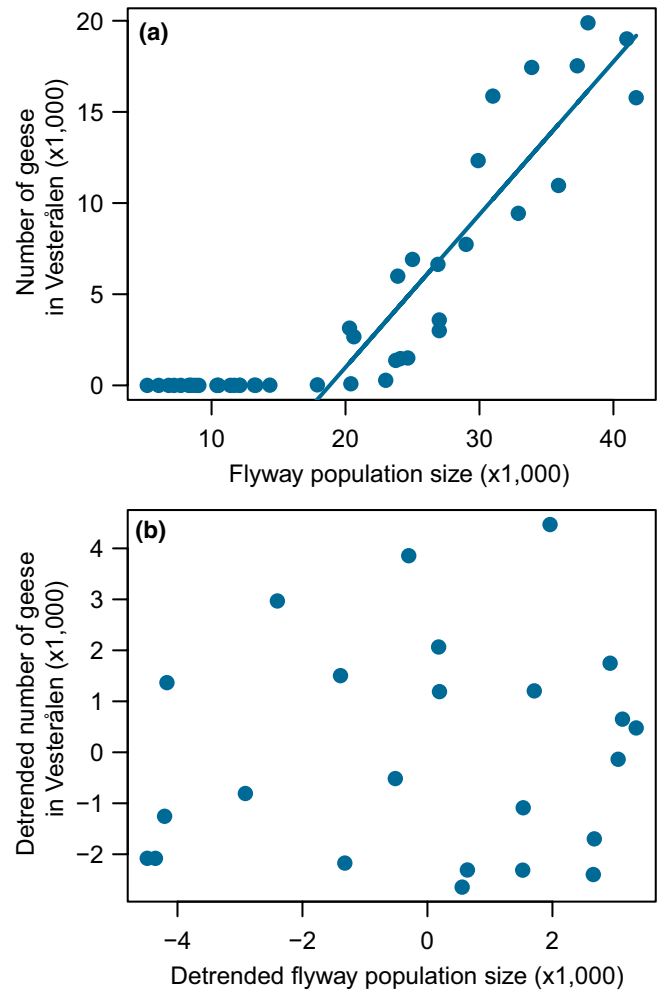 (a)
Number of geese
in Vesterålen (x1,000)
20
15
10
5
0
10 20 30 40
Flyway population size (x1,000)
(b)
Detrended number of geese
in Vesterålen (x1,000)
4
3
2
1
0
−1
−2
−4 −2 0 2
Detrended flyway population size (x1,000)